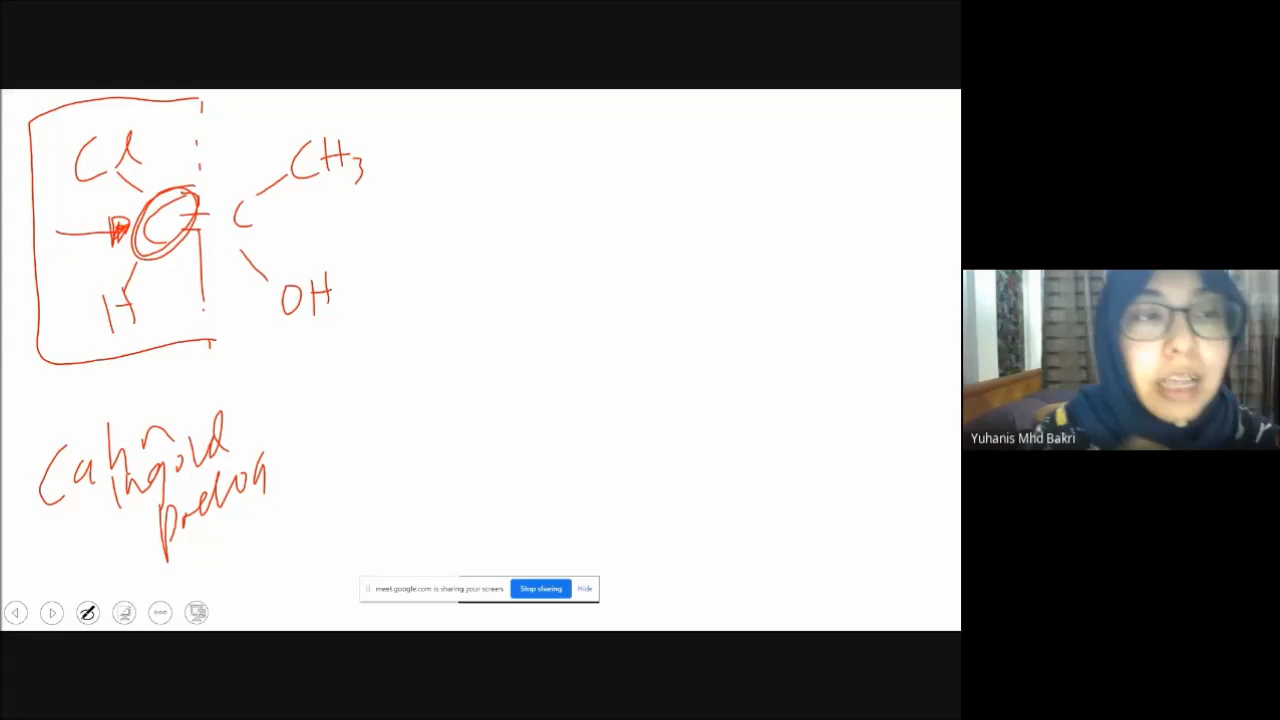 Cl
CH3
C = C
H
OH
Cahn
Ingold
prelog
Yuhanis Mhd Bakri
meet.google.com is sharing your screen. Stop sharing Hide